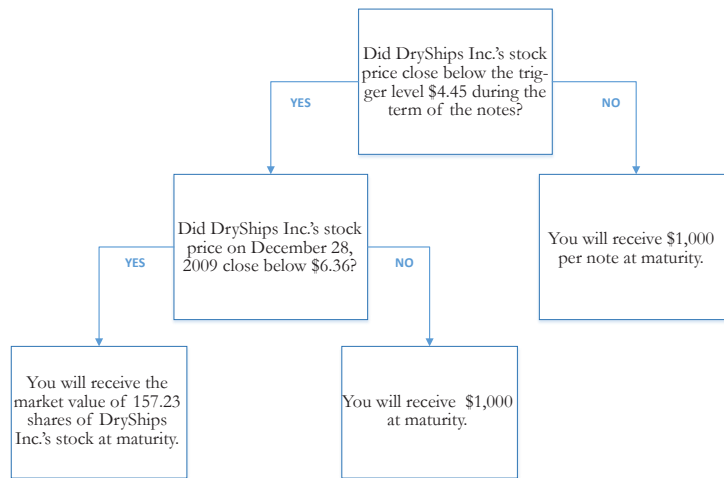 Did DryShips Inc.'s stock
price close below the trig-
ger level $4.45 during the
term of the notes?
YES
NO
Did DryShips Inc.'s stock
price on December 28,
2009 close below $6.36?
You will receive $1,000
per note at maturity.
YES
NO
You will receive the
market value of 157.23
shares of DryShips
Inc.'s stock at maturity.
You will receive  $1,000
at maturity.